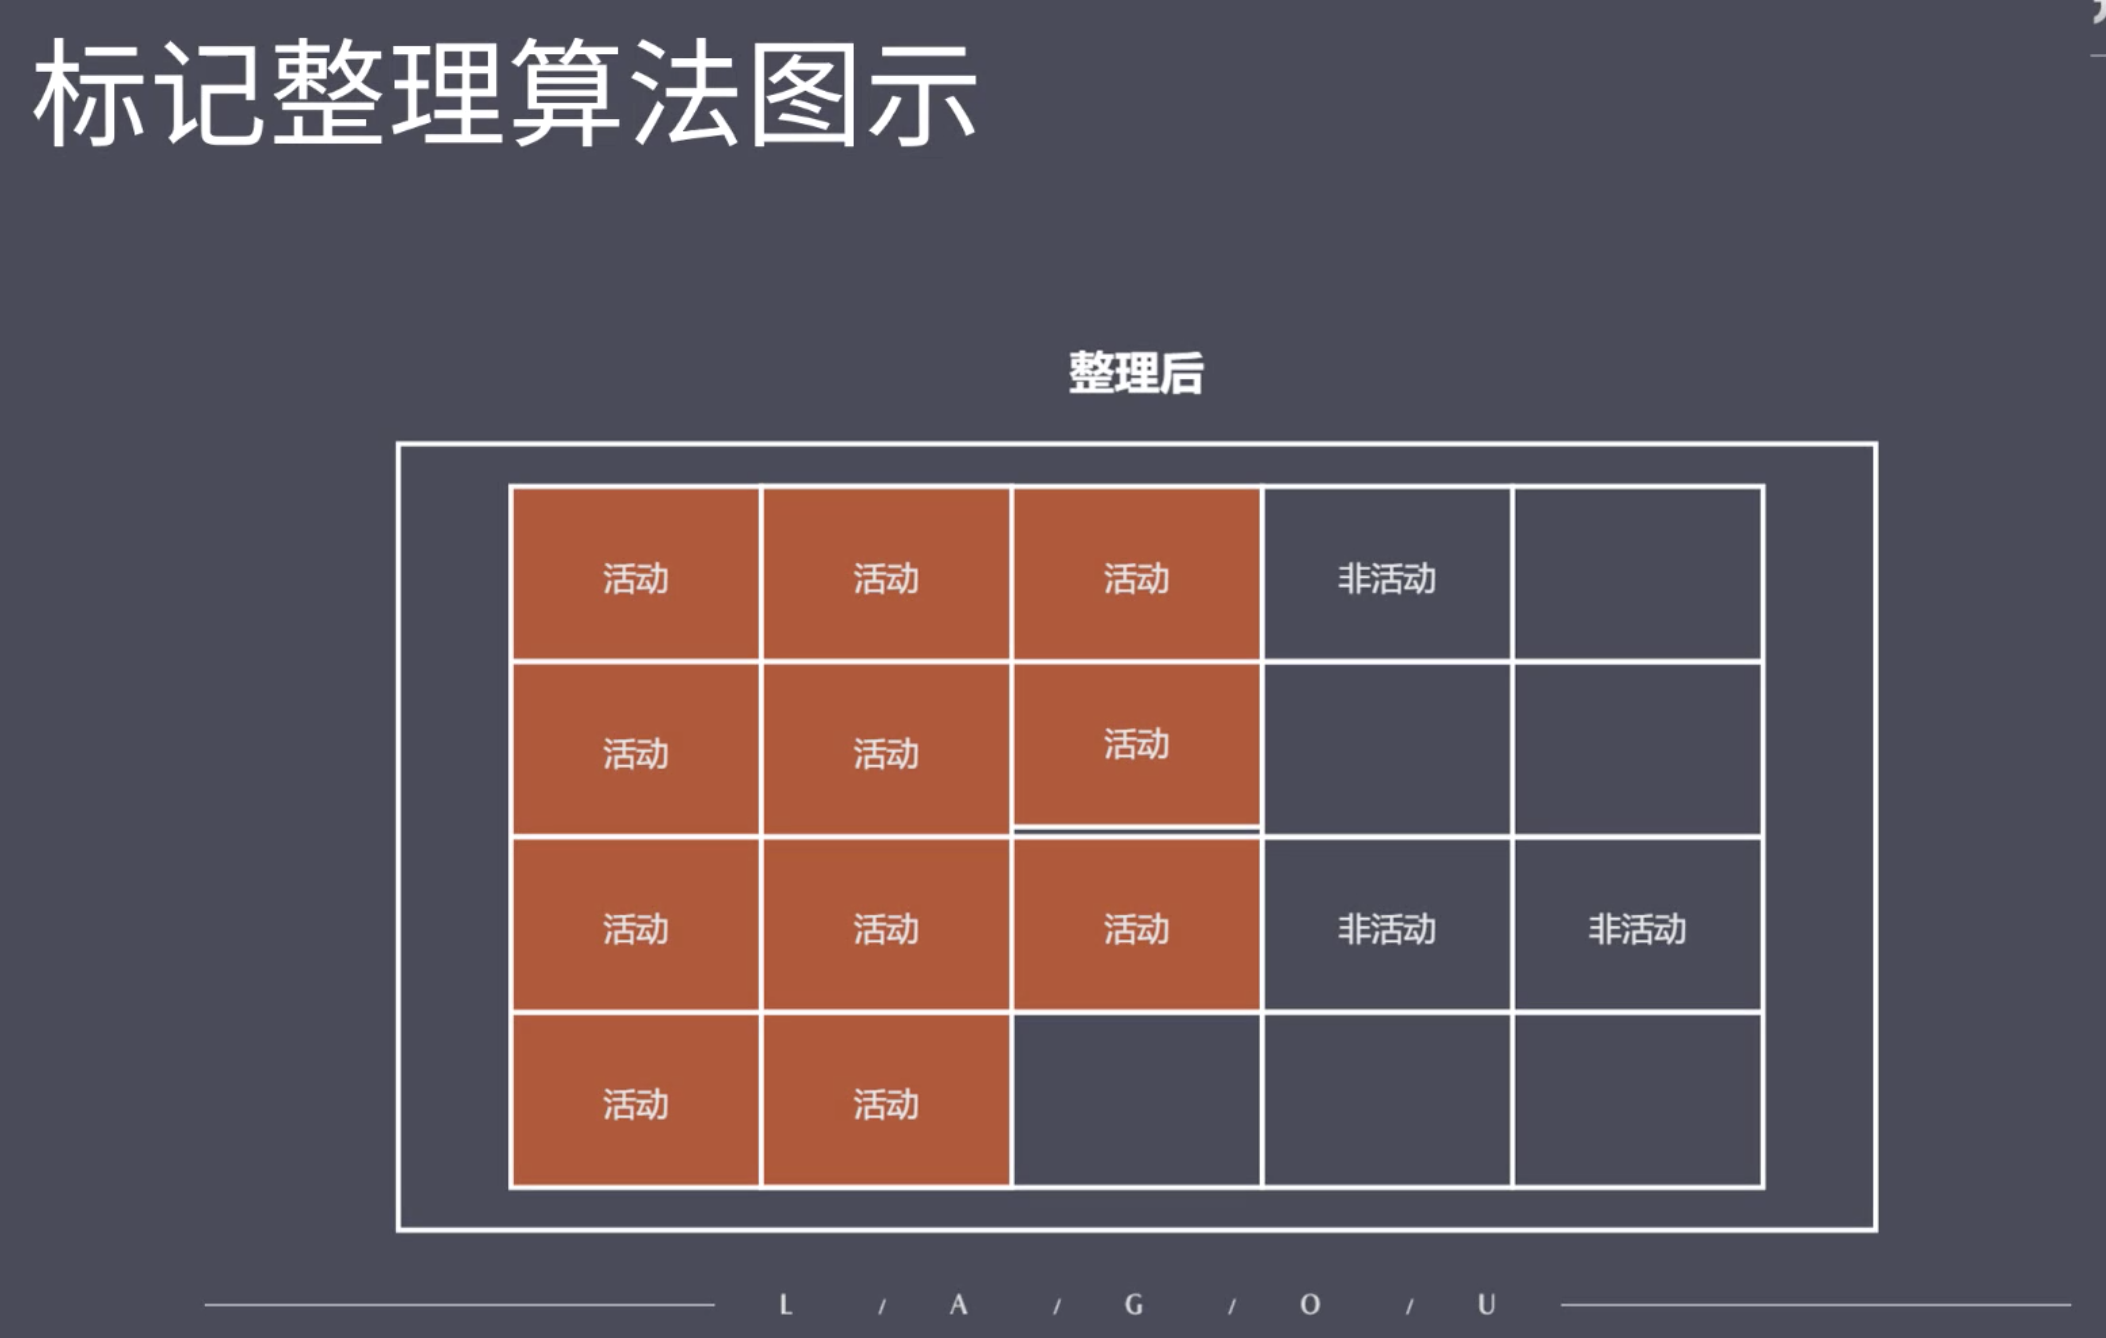 标记整理算法图示
整理后
活动 活动 活动 非活动
活动 活动 活动
活动 活动 活动 非活动 非活动
活动 活动
L / A / G / O / U